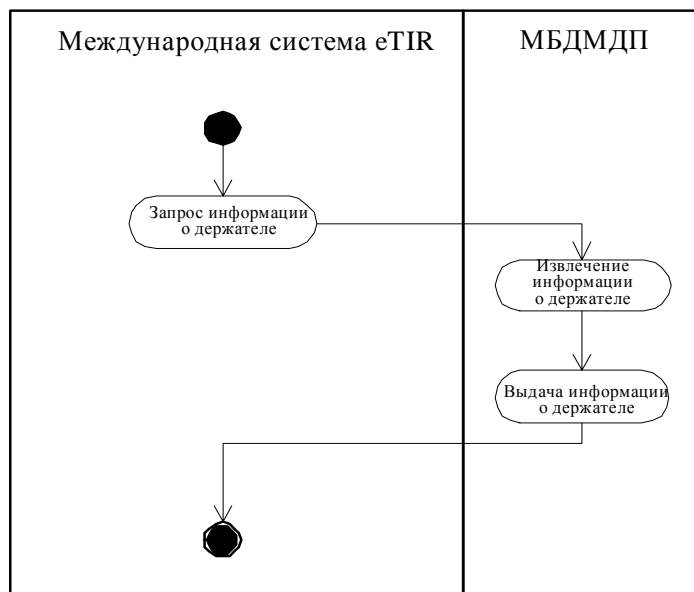 Международная система eTIR
МБДМДП
Запрос информации
о держателе
Извлечение
информации
о держателе
Выдача информации
о держателе